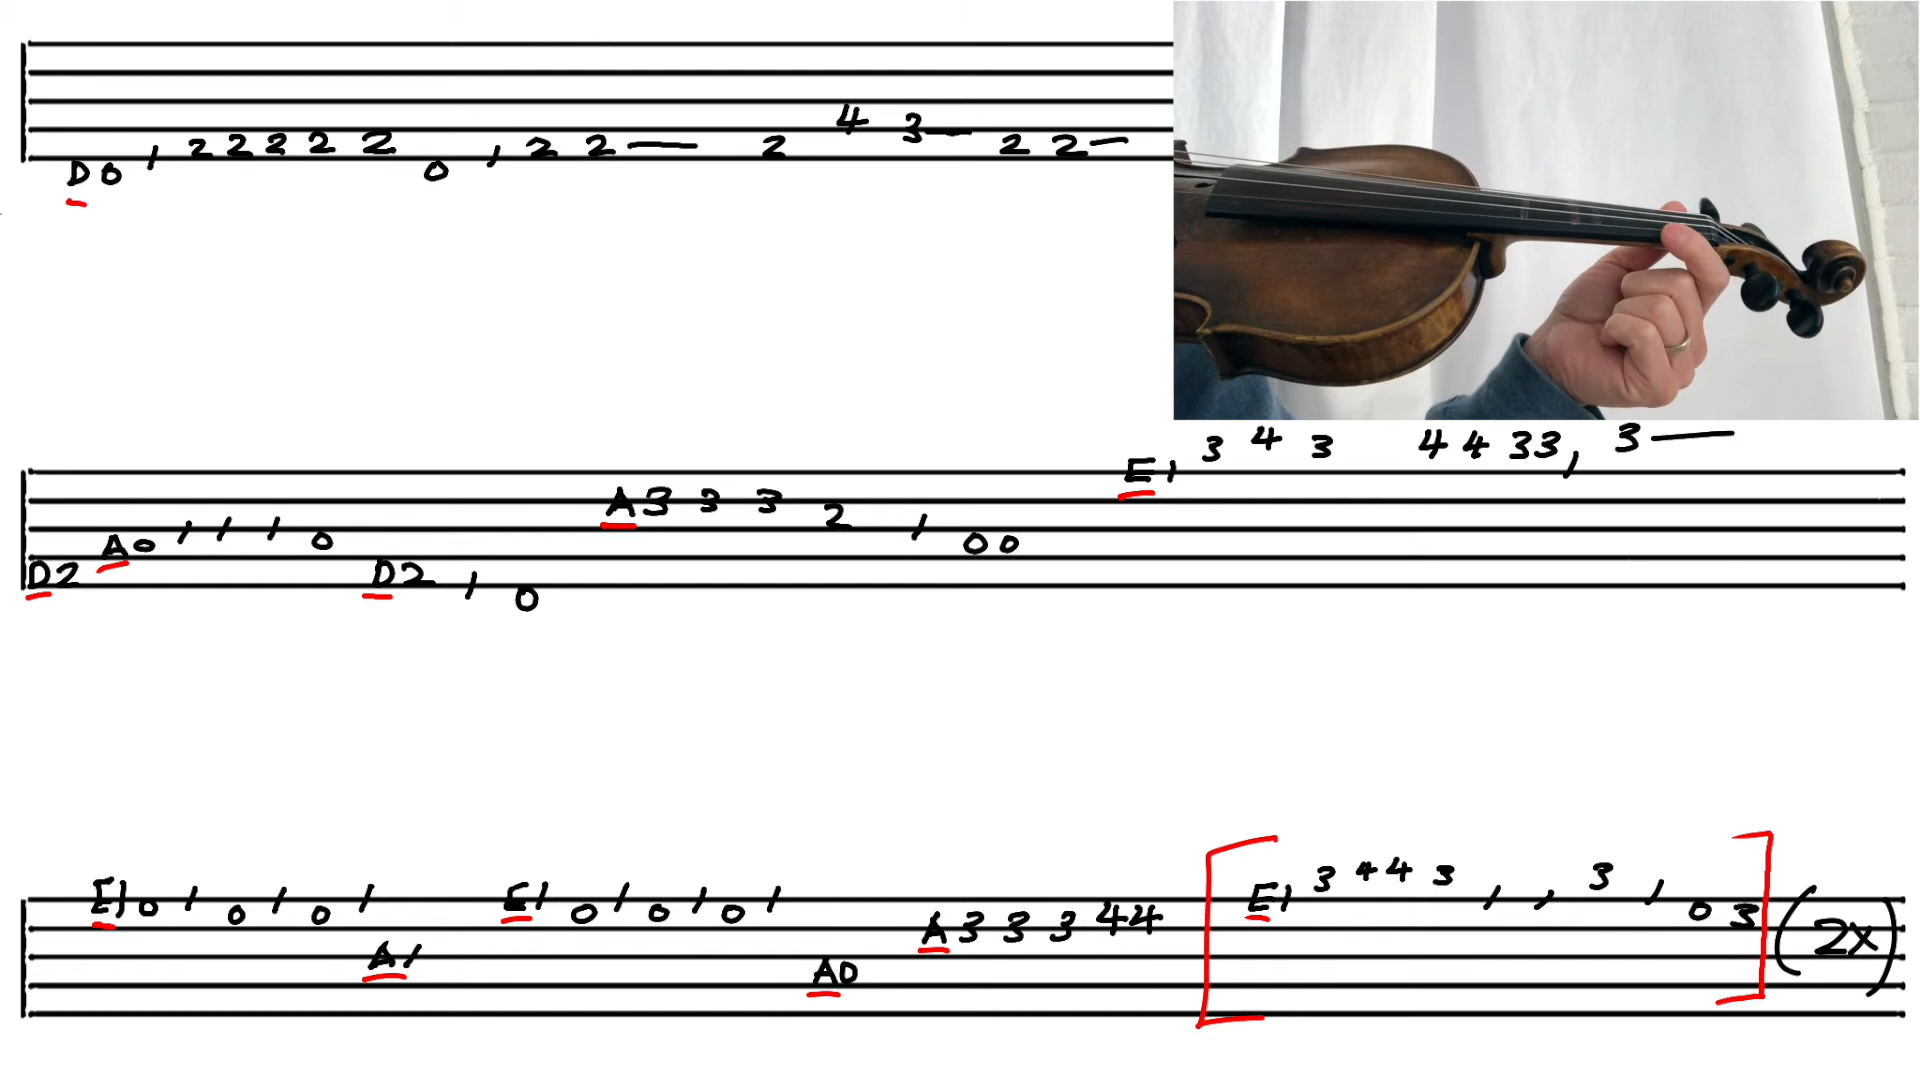 D0 1 2 2 2 2 2 0 1 2 2— 2 4 3— 2 2—
D2 A0 1 1 1 0 D2 1 0 A3 3 3 2 1 0 0 E1 3 4 3 4 4 3 3 1 3—
E1 0 1 0 1 0 1 A1 E1 0 1 0 1 0 1 A0 A3 3 3 4 4 [E1 3 4 4 3 1 1 3 1 0 3] (2x)